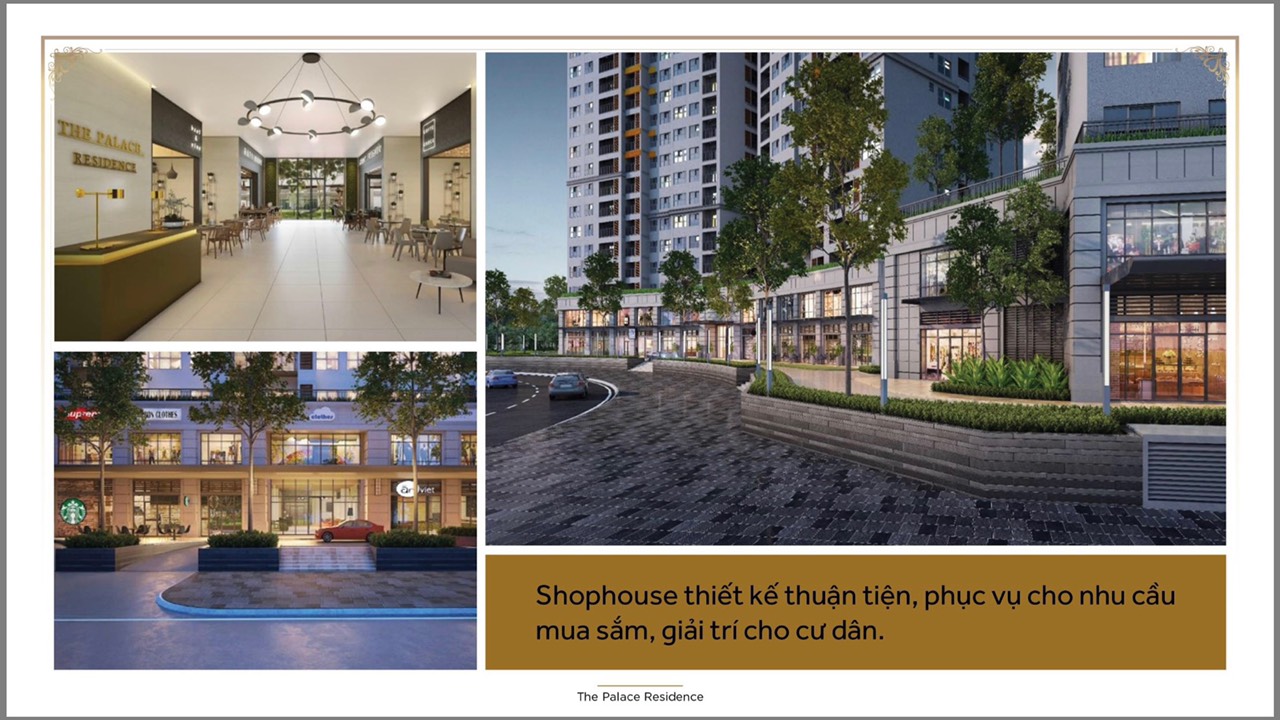 THE PALACE
RESIDENCE
Shophouse thiết kế thuận tiện, phục vụ cho nhu cầu
mua sắm, giải trí cho cư dân.
The Palace Residence